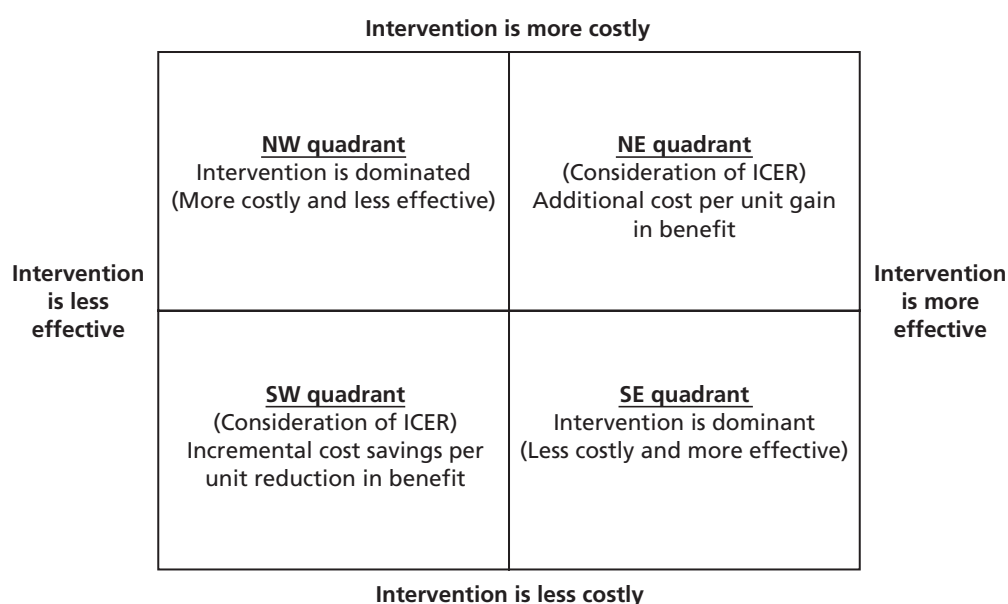 Intervention is more costly
NW quadrant
Intervention is dominated
(More costly and less effective)
NE quadrant
(Consideration of ICER)
Additional cost per unit gain
in benefit
Intervention
is less
effective
Intervention
is more
effective
SW quadrant
(Consideration of ICER)
Incremental cost savings per
unit reduction in benefit
SE quadrant
Intervention is dominant
(Less costly and more effective)
Intervention is less costly